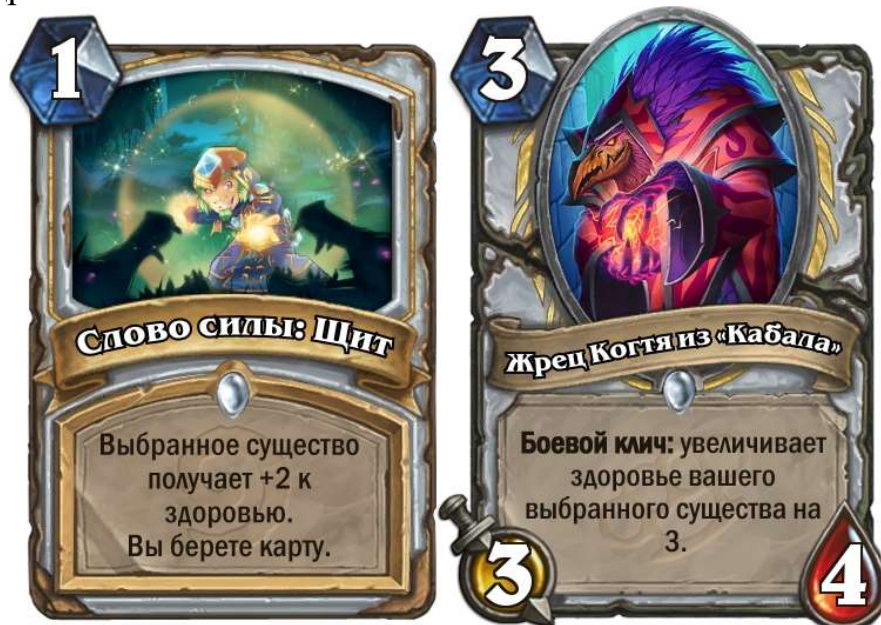 1
Слово силы: Щит
Выбранное существо
получает +2 к
здоровью.
Вы берете карту.
3
Жрец Когтя из «Кабала»
Боевой клич: увеличивает
здоровье вашего
выбранного существа на
3.
3
4